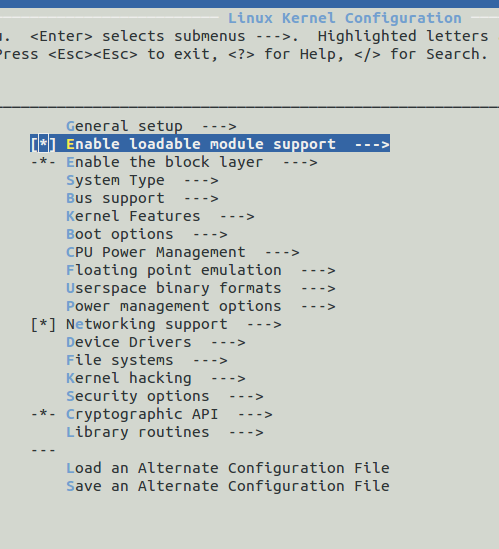 Linux Kernel Configuration
. <Enter> selects submenus --->. Highlighted letters
Press <Esc><Esc> to exit, <?> for Help, </> for Search.
General setup --->
[*] Enable loadable module support --->
-*- Enable the block layer --->
System Type --->
Bus support --->
Kernel Features --->
Boot options --->
CPU Power Management --->
Floating point emulation --->
Userspace binary formats --->
Power management options --->
[*] Networking support --->
Device Drivers --->
File systems --->
Kernel hacking --->
Security options --->
-*- Cryptographic API --->
Library routines --->
---
Load an Alternate Configuration File
Save an Alternate Configuration File